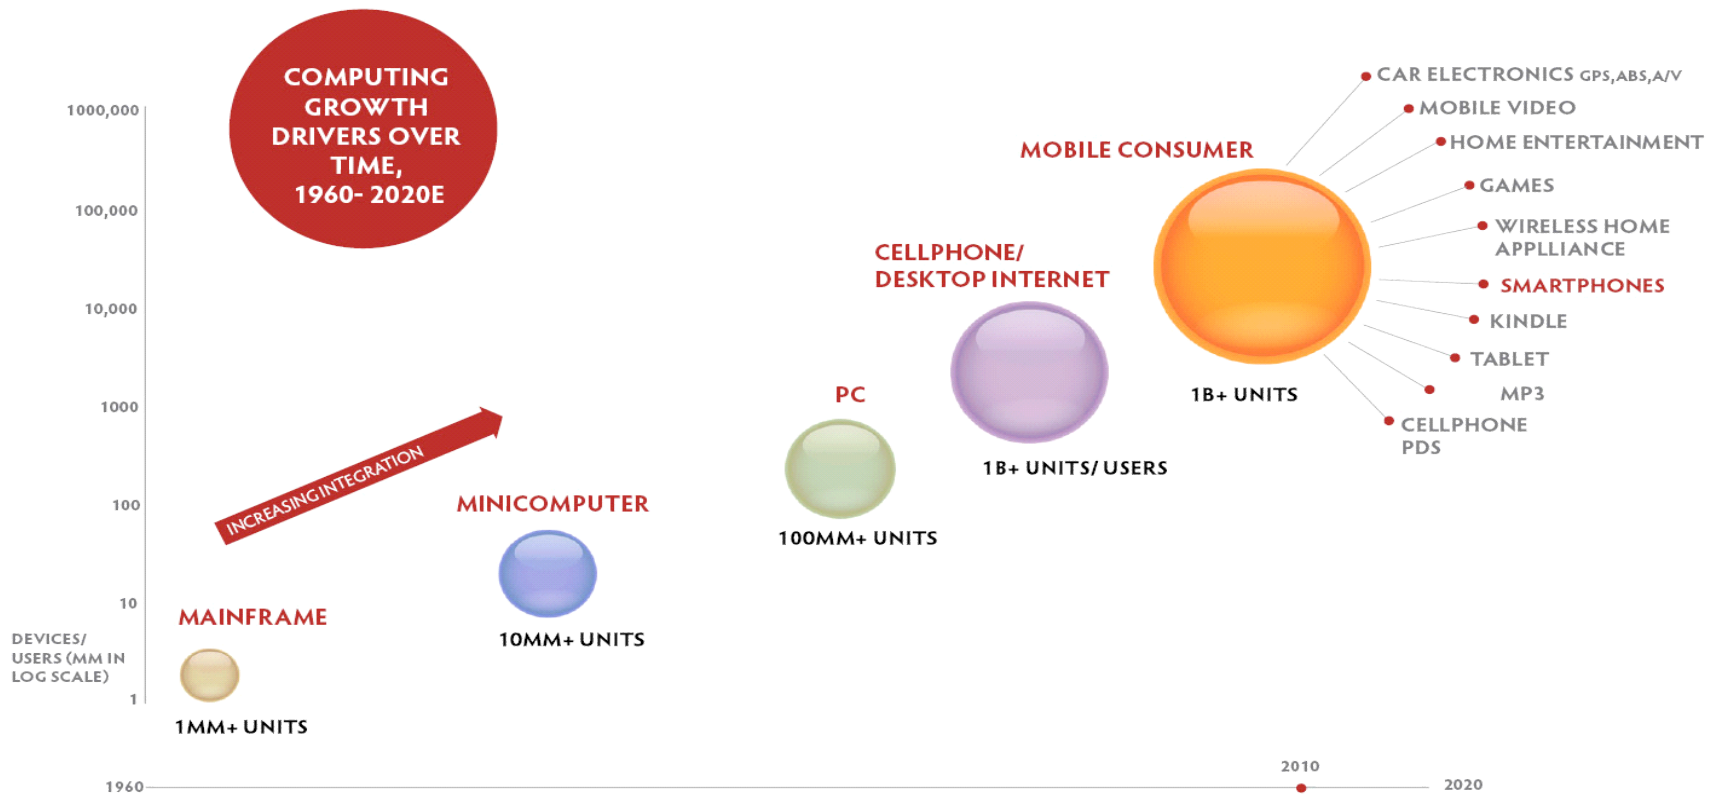 COMPUTING
GROWTH
DRIVERS OVER
TIME,
1960- 2020E
1000,000
100,000
10,000
1000
100
10
1
DEVICES/
USERS (MM IN
LOG SCALE)
INCREASING INTEGRATION
MAINFRAME
1MM+ UNITS
MINICOMPUTER
10MM+ UNITS
PC
100MM+ UNITS
CELLPHONE/
DESKTOP INTERNET
1B+ UNITS/ USERS
MOBILE CONSUMER
1B+ UNITS
CAR ELECTRONICS GPS,ABS,A/V
MOBILE VIDEO
HOME ENTERTAINMENT
GAMES
WIRELESS HOME
APPLLIANCE
SMARTPHONES
KINDLE
TABLET
MP3
CELLPHONE
PDS
1960
2010
2020